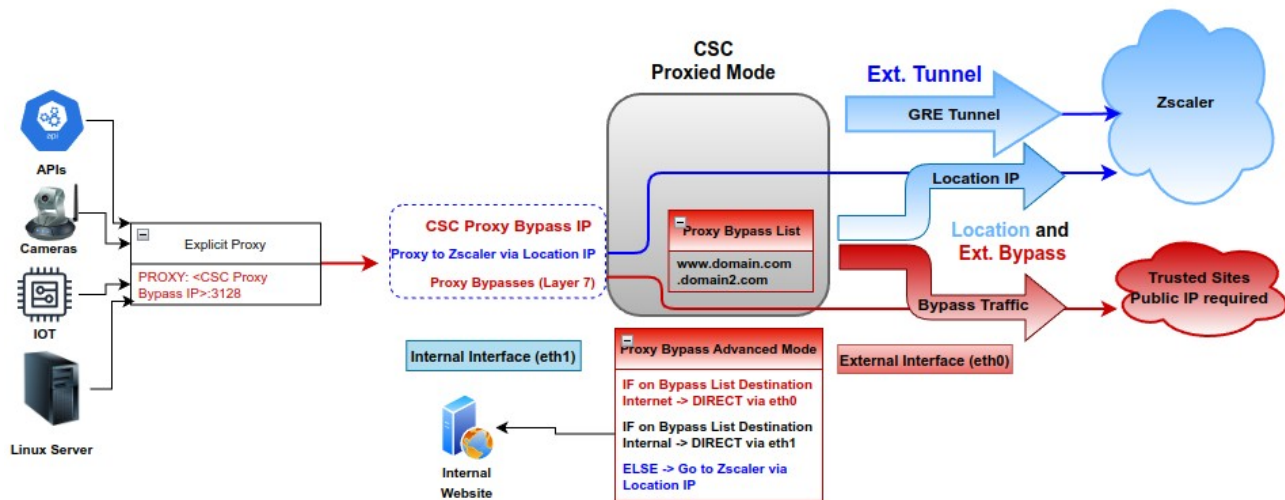 CSC
Proxied Mode
Ext. Tunnel
GRE Tunnel
Zscaler
api
APIs
Cameras
IOT
Linux Server
Explicit Proxy
PROXY: <CSC Proxy
Bypass IP>:3128
CSC Proxy Bypass IP
Proxy to Zscaler via Location IP
Proxy Bypasses (Layer 7)
Proxy Bypass List
www.domain.com
.domain2.com
Location IP
Location and
Ext. Bypass
Bypass Traffic
Trusted Sites
Public IP required
Internal Interface (eth1)
External Interface (eth0)
Proxy Bypass Advanced Mode
IF on Bypass List Destination
Internet -> DIRECT via eth0
IF on Bypass List Destination
Internal -> DIRECT via eth1
ELSE -> Go to Zscaler via
Location IP
Internal
Website